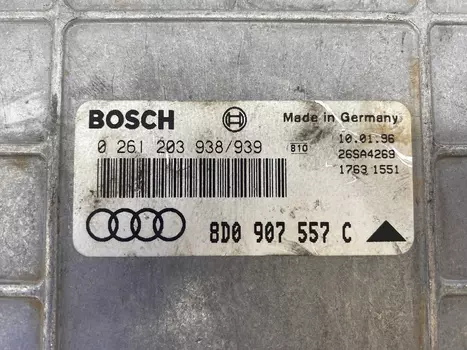 BOSCH Made in Germany
0 261 203 938/939 810 10.01.96
26SA4269
1763 1551
8D0 907 557 C